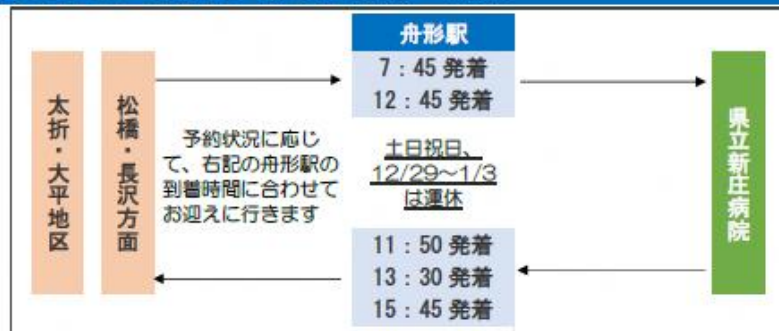 舟形駅
7：45 発着
12：45 発着
太折・大平地区
松橋・長沢方面
予約状況に応じ
て、右記の舟形駅の
到着時間に合わせて
お迎えに行きます
土日祝日、
12/29～1/3
は運休
県立新庄病院
11：50 発着
13：30 発着
15：45 発着